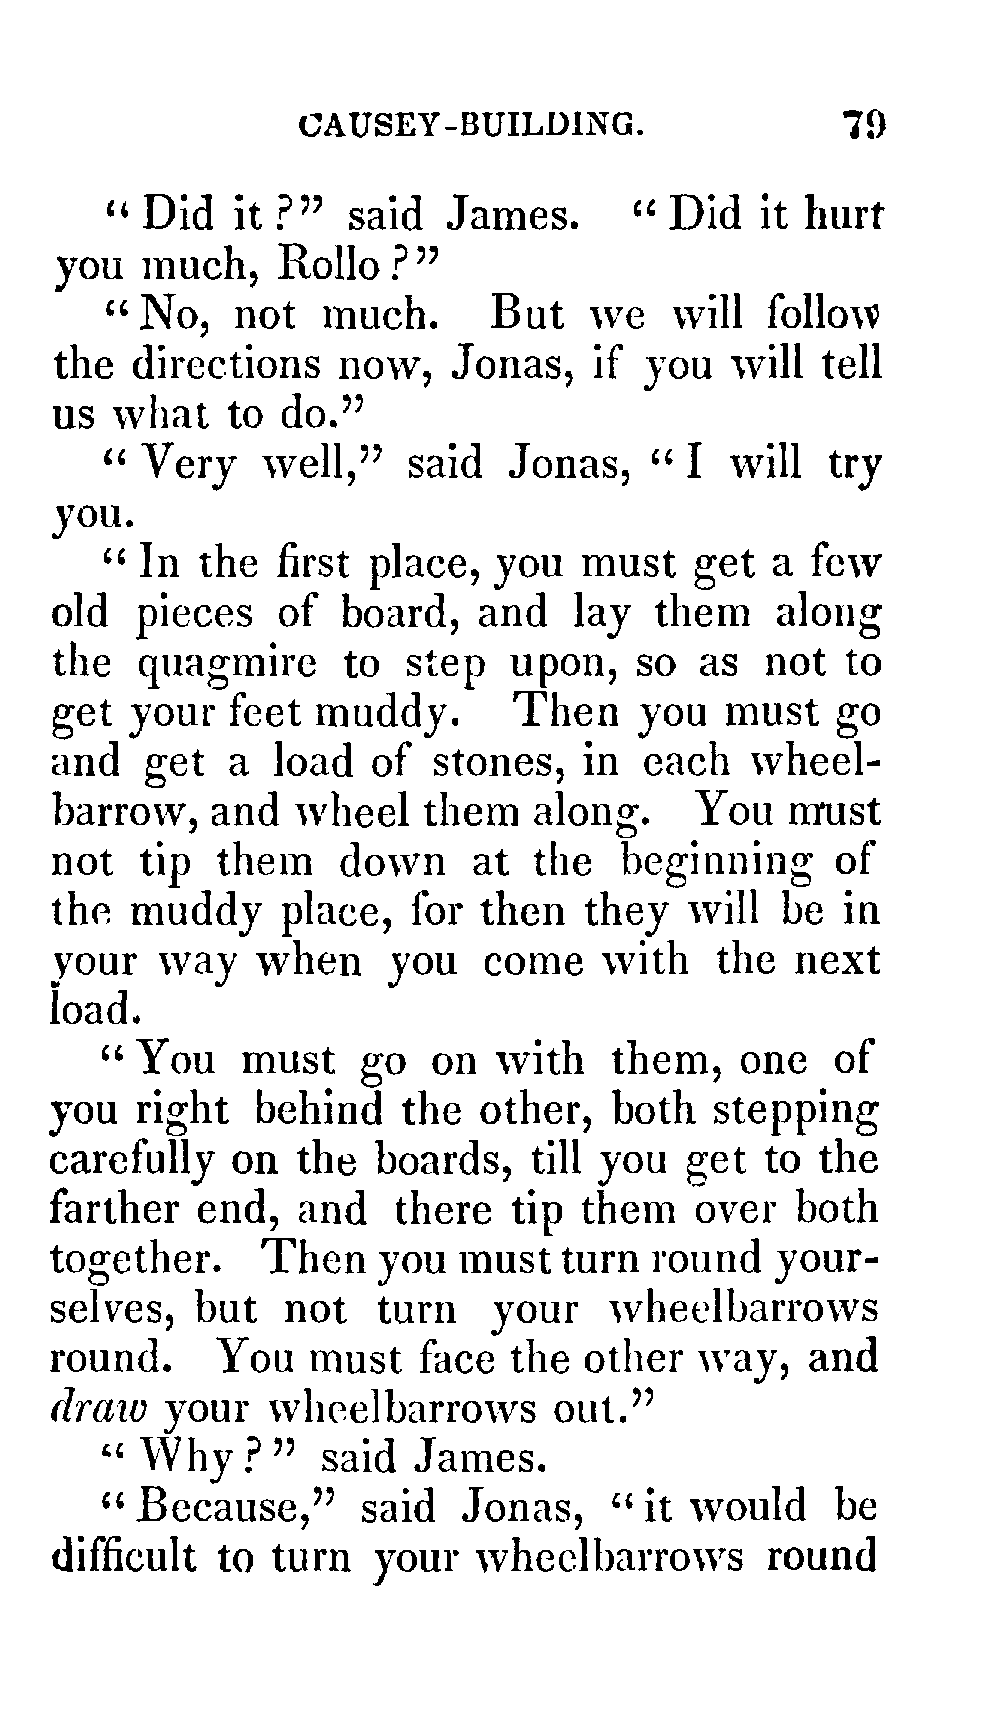 CAUSEY-BUILDING. 79
“ Did it ?” said James. “ Did it hurt
you much, Rollo ?”
“ No, not much. But we will follow
the directions now, Jonas, if you will tell
us what to do.”
“ Very well,” said Jonas, “ I will try
you.
“ In the first place, you must get a few
old pieces of board, and lay them along
the quagmire to step upon, so as not to
get your feet muddy. Then you must go
and get a load of stones, in each wheel-
barrow, and wheel them along. You must
not tip them down at the beginning of
the muddy place, for then they will be in
your way when you come with the next
load.
“ You must go on with them, one of
you right behind the other, both stepping
carefully on the boards, till you get to the
farther end, and there tip them over both
together. Then you must turn round your-
selves, but not turn your wheelbarrows
round. You must face the other way, and
draw your wheelbarrows out.”
“ Why ? ” said James.
“ Because,” said Jonas, “ it would be
difficult to turn your wheelbarrows round